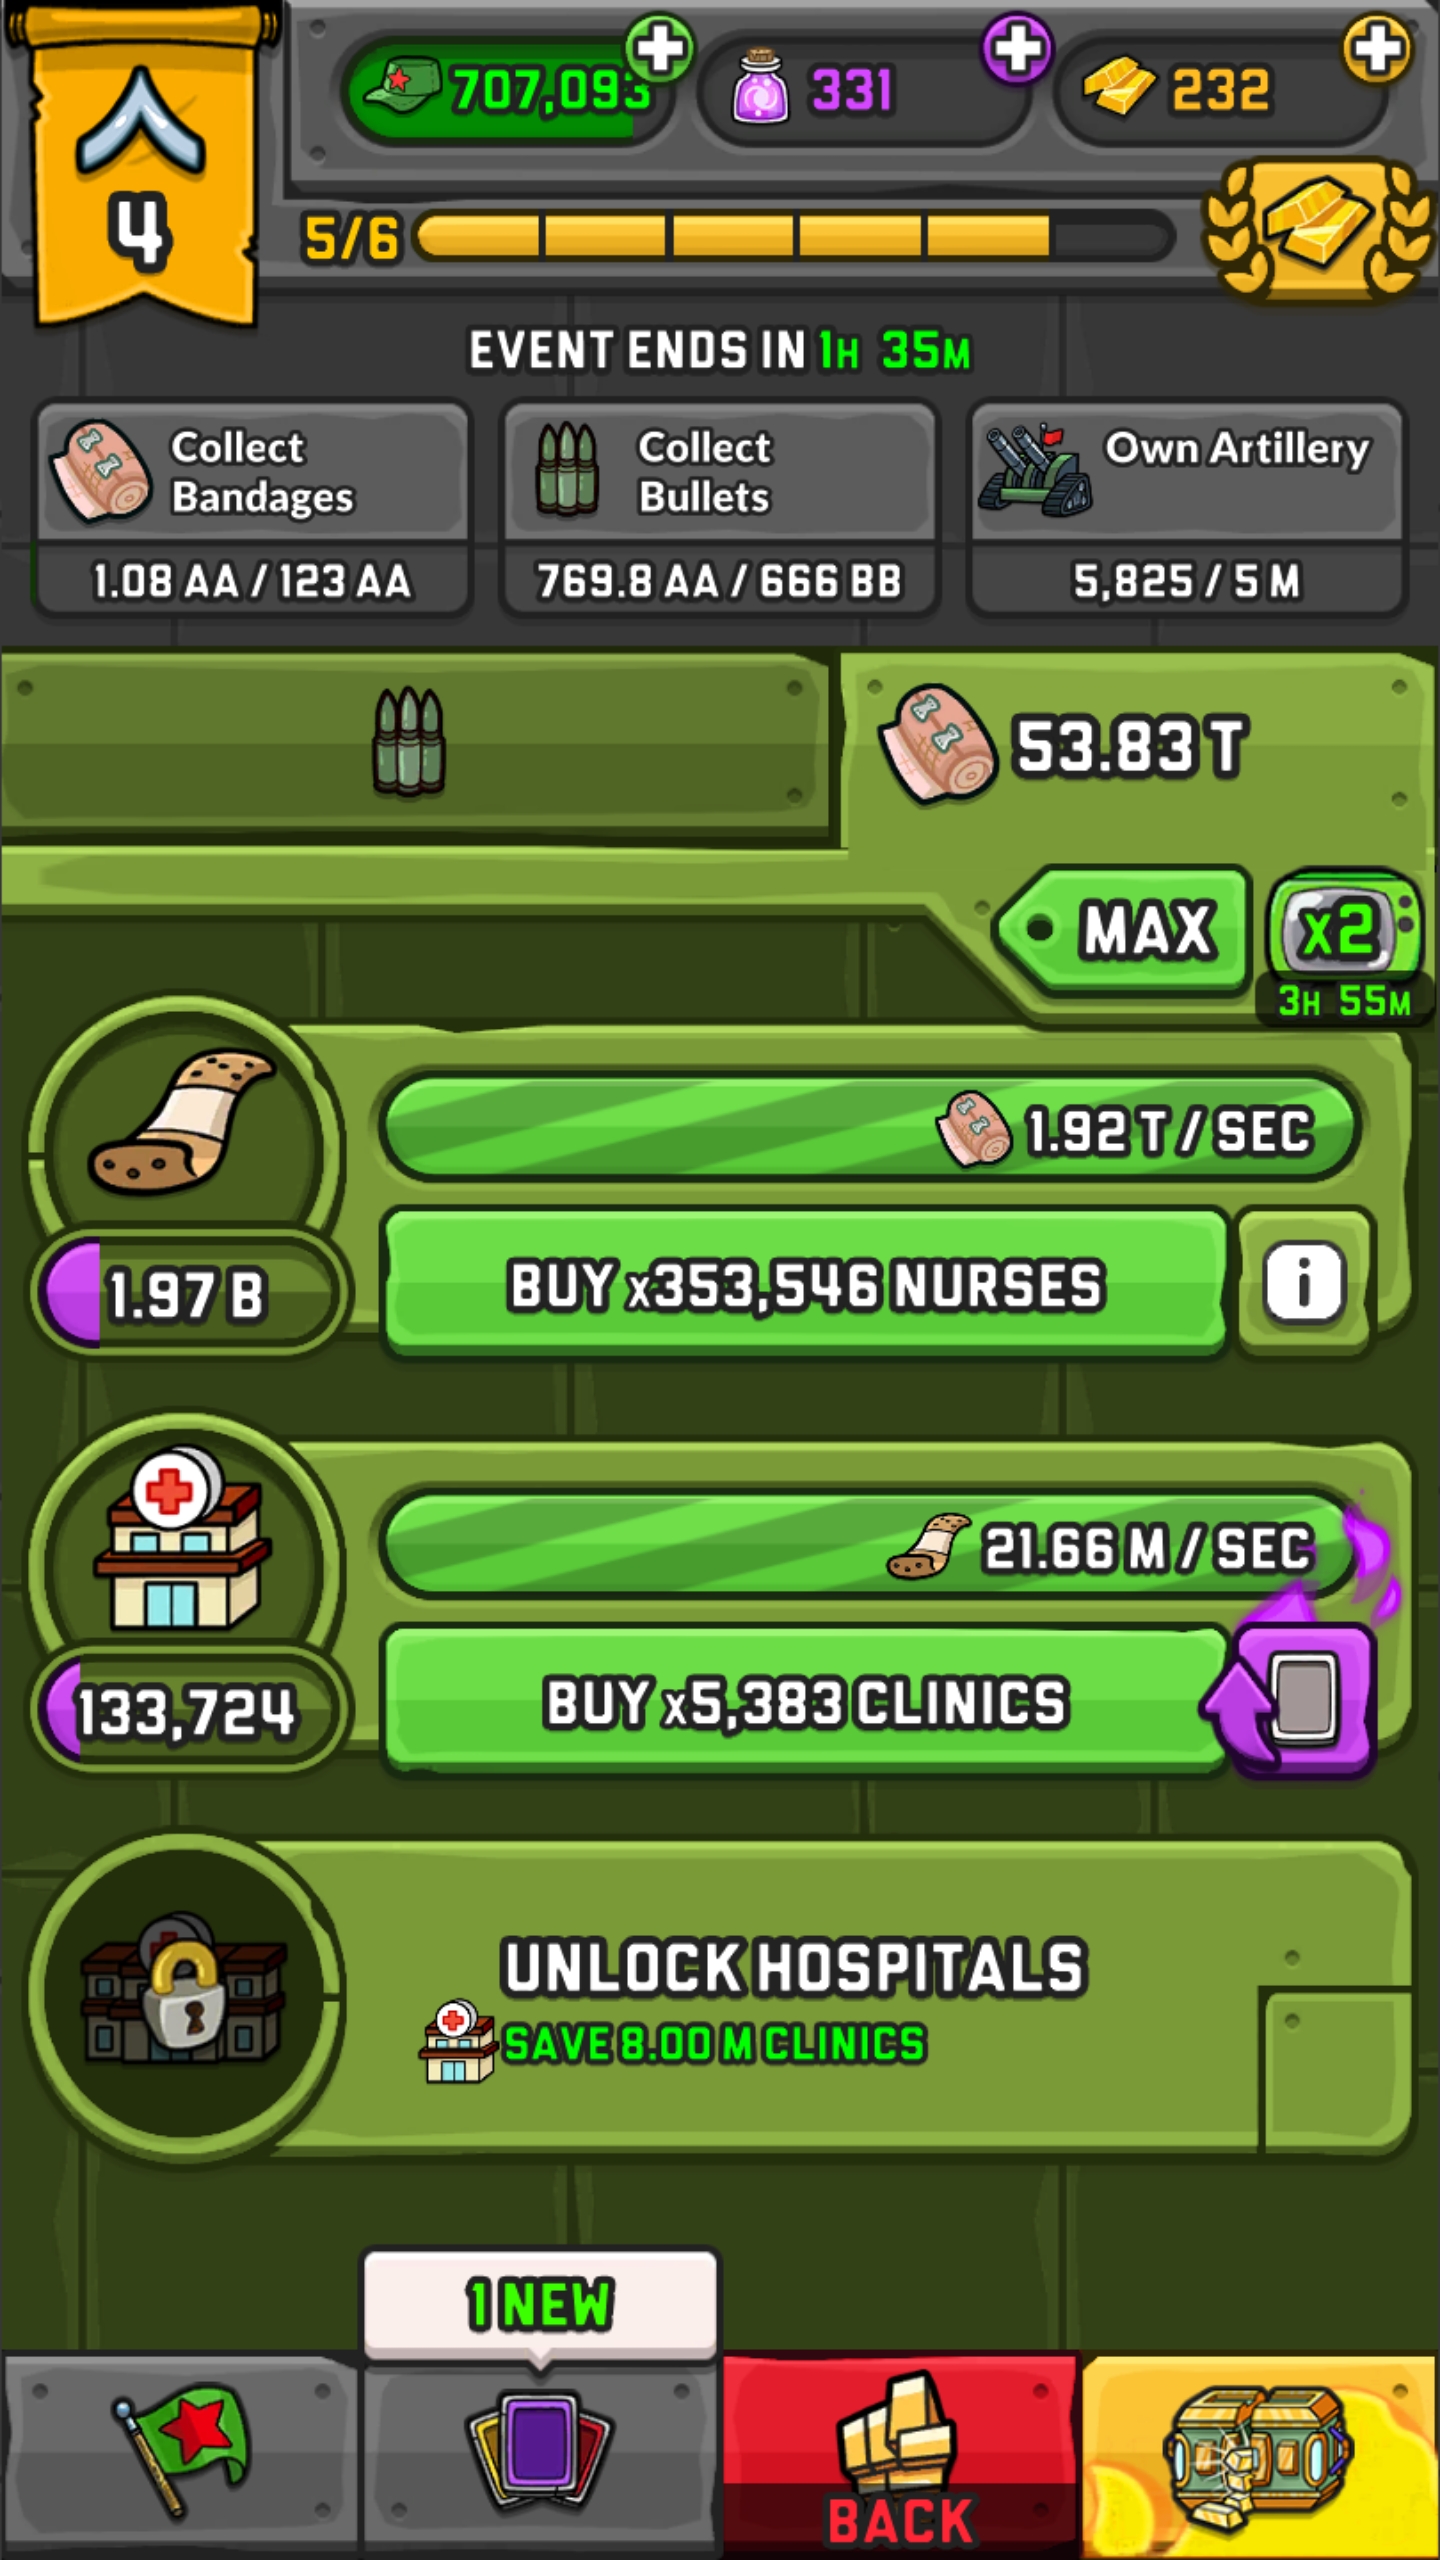 707,093
331
232
4
5/6
EVENT ENDS IN 1H 35M
Collect
Bandages
1.08 AA / 123 AA
Collect
Bullets
769.8 AA / 666 BB
Own Artillery
5,825 / 5 M
53.83 T
MAX
x2
3H 55M
1.92 T / SEC
1.97 B
BUY x353,546 NURSES
i
21.66 M / SEC
133,724
BUY x5,383 CLINICS
UNLOCK HOSPITALS
SAVE 8.00 M CLINICS
1 NEW
BACK